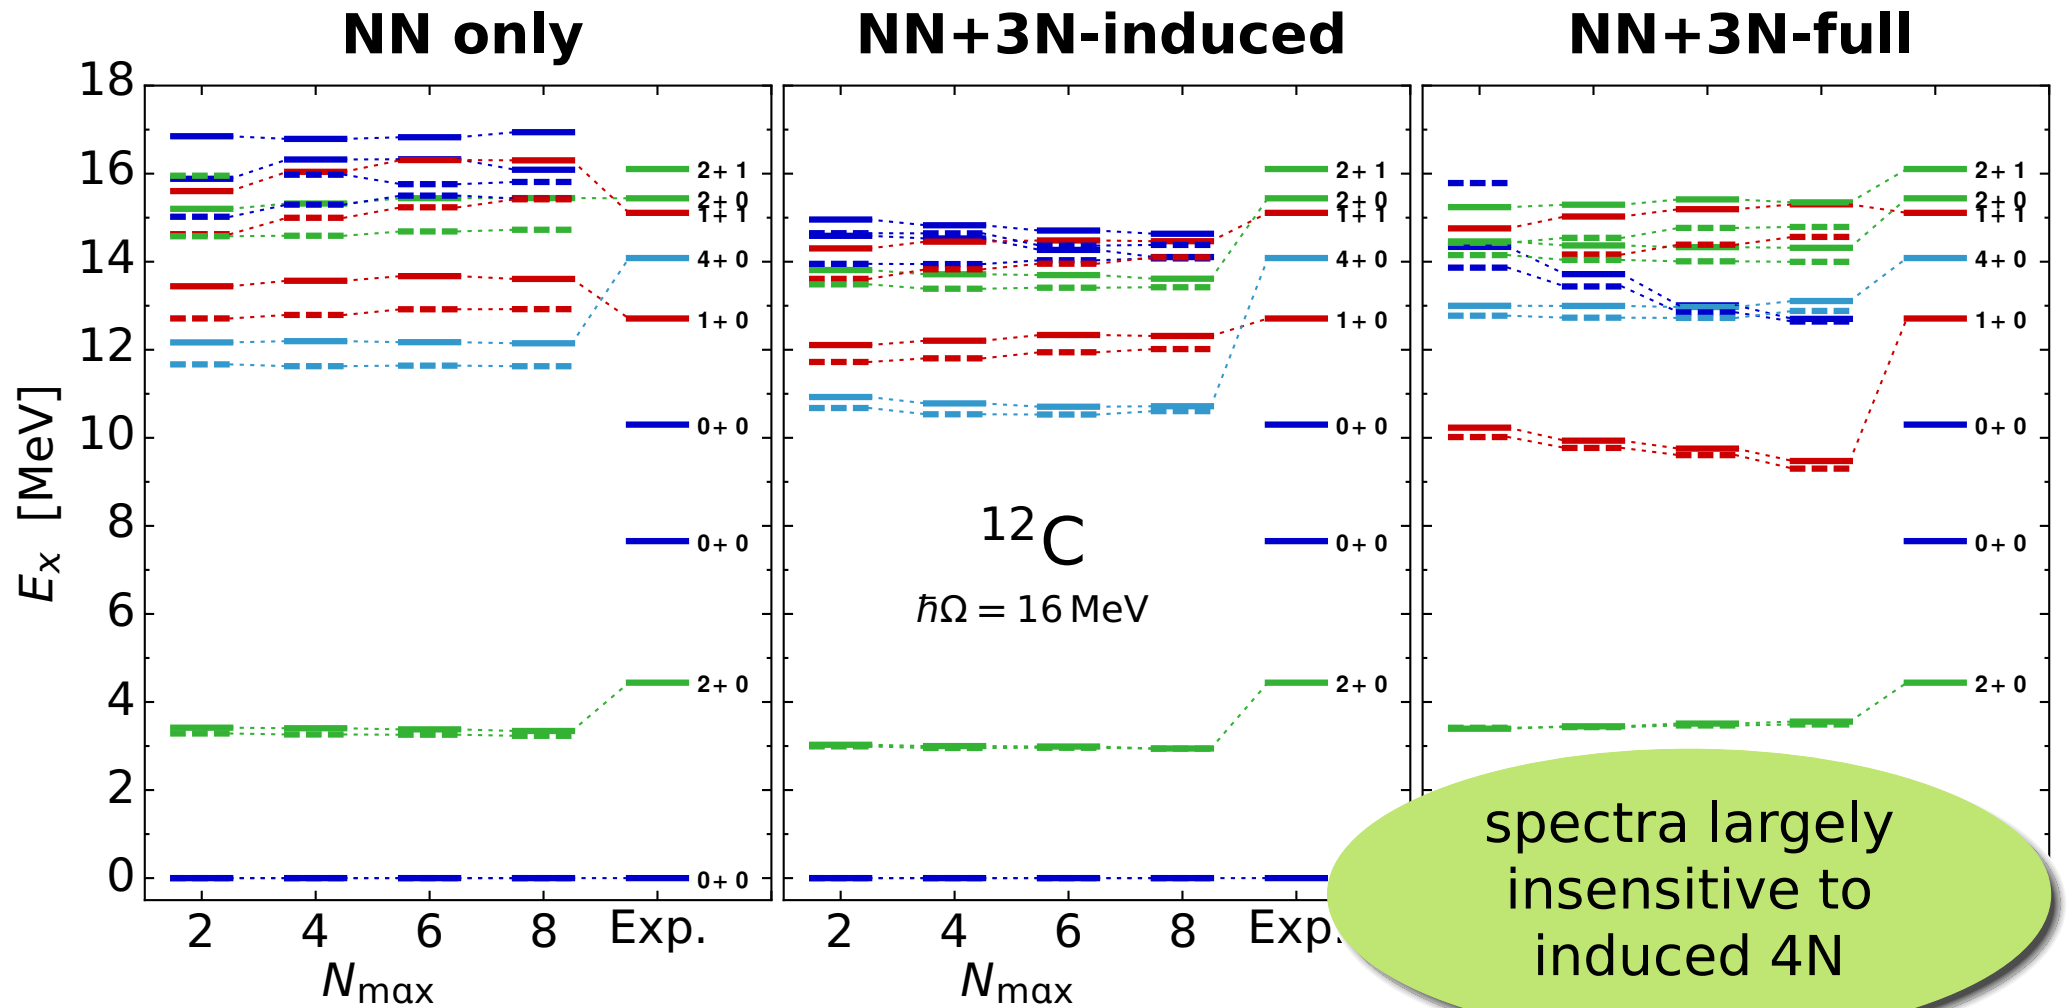 NN only
NN+3N-induced
NN+3N-full
18
16
14
12
10
8
6
4
2
0
E_x [MeV]
2+ 1
2+ 0
1+ 1
4+ 0
1+ 0
0+ 0
0+ 0
2+ 0
0+ 0
2+ 1
2+ 0
1+ 1
4+ 0
1+ 0
0+ 0
0+ 0
2+ 0
¹²C
ℏΩ = 16 MeV
2+ 1
2+ 0
1+ 1
4+ 0
1+ 0
0+ 0
0+ 0
2+ 0
2 4 6 8 Exp.
N_max
2 4 6 8 Exp.
N_max
spectra largely
insensitive to
induced 4N